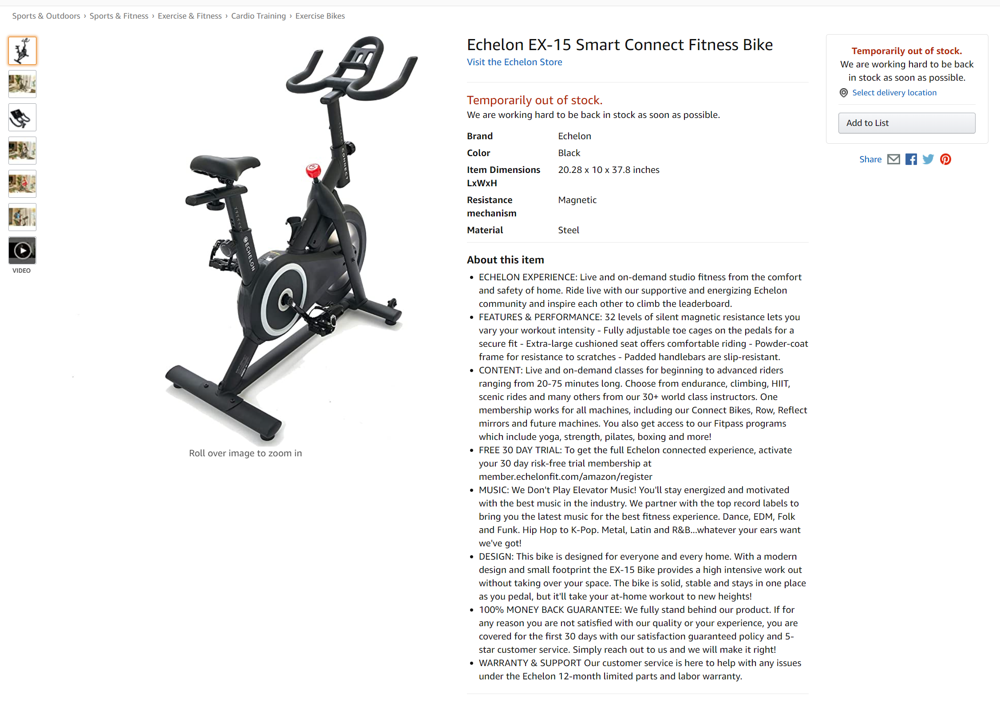 Sports & Outdoors › Sports & Fitness › Exercise & Fitness › Cardio Training › Exercise Bikes
VIDEO
CONNECT
ECHELON
Roll over image to zoom in
Echelon EX-15 Smart Connect Fitness Bike
Visit the Echelon Store
Temporarily out of stock.
We are working hard to be back in stock as soon as possible.
Brand Echelon
Color Black
Item Dimensions 20.28 x 10 x 37.8 inches
LxWxH
Resistance Magnetic
mechanism
Material Steel
About this item
• ECHELON EXPERIENCE: Live and on-demand studio fitness from the comfort
and safety of home. Ride live with our supportive and energizing Echelon
community and inspire each other to climb the leaderboard.
• FEATURES & PERFORMANCE: 32 levels of silent magnetic resistance lets you
vary your workout intensity - Fully adjustable toe cages on the pedals for a
secure fit - Extra-large cushioned seat offers comfortable riding - Powder-coat
frame for resistance to scratches - Padded handlebars are slip-resistant.
• CONTENT: Live and on-demand classes for beginning to advanced riders
ranging from 20-75 minutes long. Choose from endurance, climbing, HIIT,
scenic rides and many others from our 30+ world class instructors. One
membership works for all machines, including our Connect Bikes, Row, Reflect
mirrors and future machines. You also get access to our Fitpass programs
which include yoga, strength, pilates, boxing and more!
• FREE 30 DAY TRIAL: To get the full Echelon connected experience, activate
your 30 day risk-free trial membership at
member.echelonfit.com/amazon/register
• MUSIC: We Don't Play Elevator Music! You'll stay energized and motivated
with the best music in the industry. We partner with the top record labels to
bring you the latest music for the best fitness experience. Dance, EDM, Folk
and Funk. Hip Hop to K-Pop. Metal, Latin and R&B...whatever your ears want
we've got!
• DESIGN: This bike is designed for everyone and every home. With a modern
design and small footprint the EX-15 Bike provides a high intensive work out
without taking over your space. The bike is solid, stable and stays in one place
as you pedal, but it'll take your at-home workout to new heights!
• 100% MONEY BACK GUARANTEE: We fully stand behind our product. If for
any reason you are not satisfied with our quality or your experience, you are
covered for the first 30 days with our satisfaction guaranteed policy and 5-
star customer service. Simply reach out to us and we will make it right!
• WARRANTY & SUPPORT Our customer service is here to help with any issues
under the Echelon 12-month limited parts and labor warranty.
Temporarily out of stock.
We are working hard to be back
in stock as soon as possible.
Select delivery location
Add to List
Share